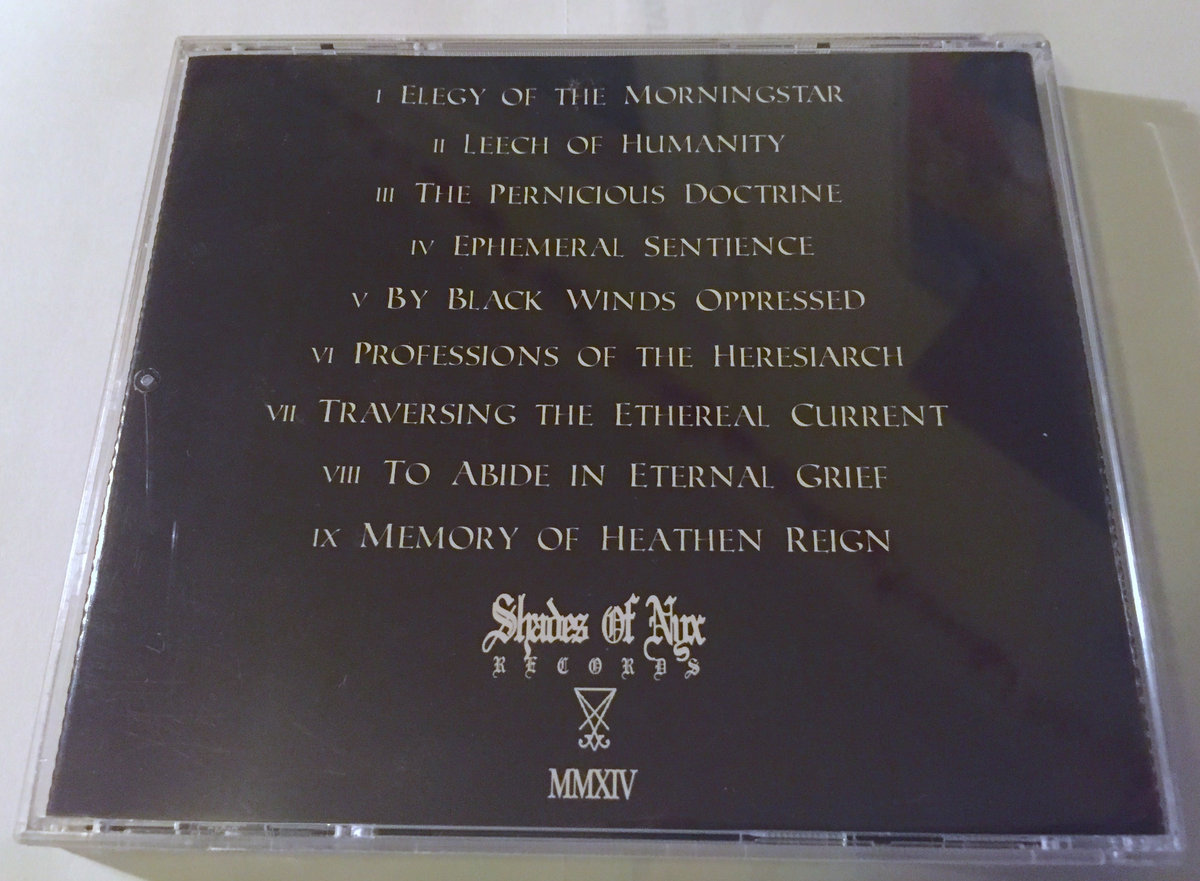 I ELEGY OF THE MORNINGSTAR
II LEECH OF HUMANITY
III THE PERNICIOUS DOCTRINE
IV EPHEMERAL SENTIENCE
V BY BLACK WINDS OPPRESSED
VI PROFESSIONS OF THE HERESIARCH
VII TRAVERSING THE ETHEREAL CURRENT
VIII TO ABIDE IN ETERNAL GRIEF
IX MEMORY OF HEATHEN REIGN
Shades Of Nyx
RECORDS
MMXIV